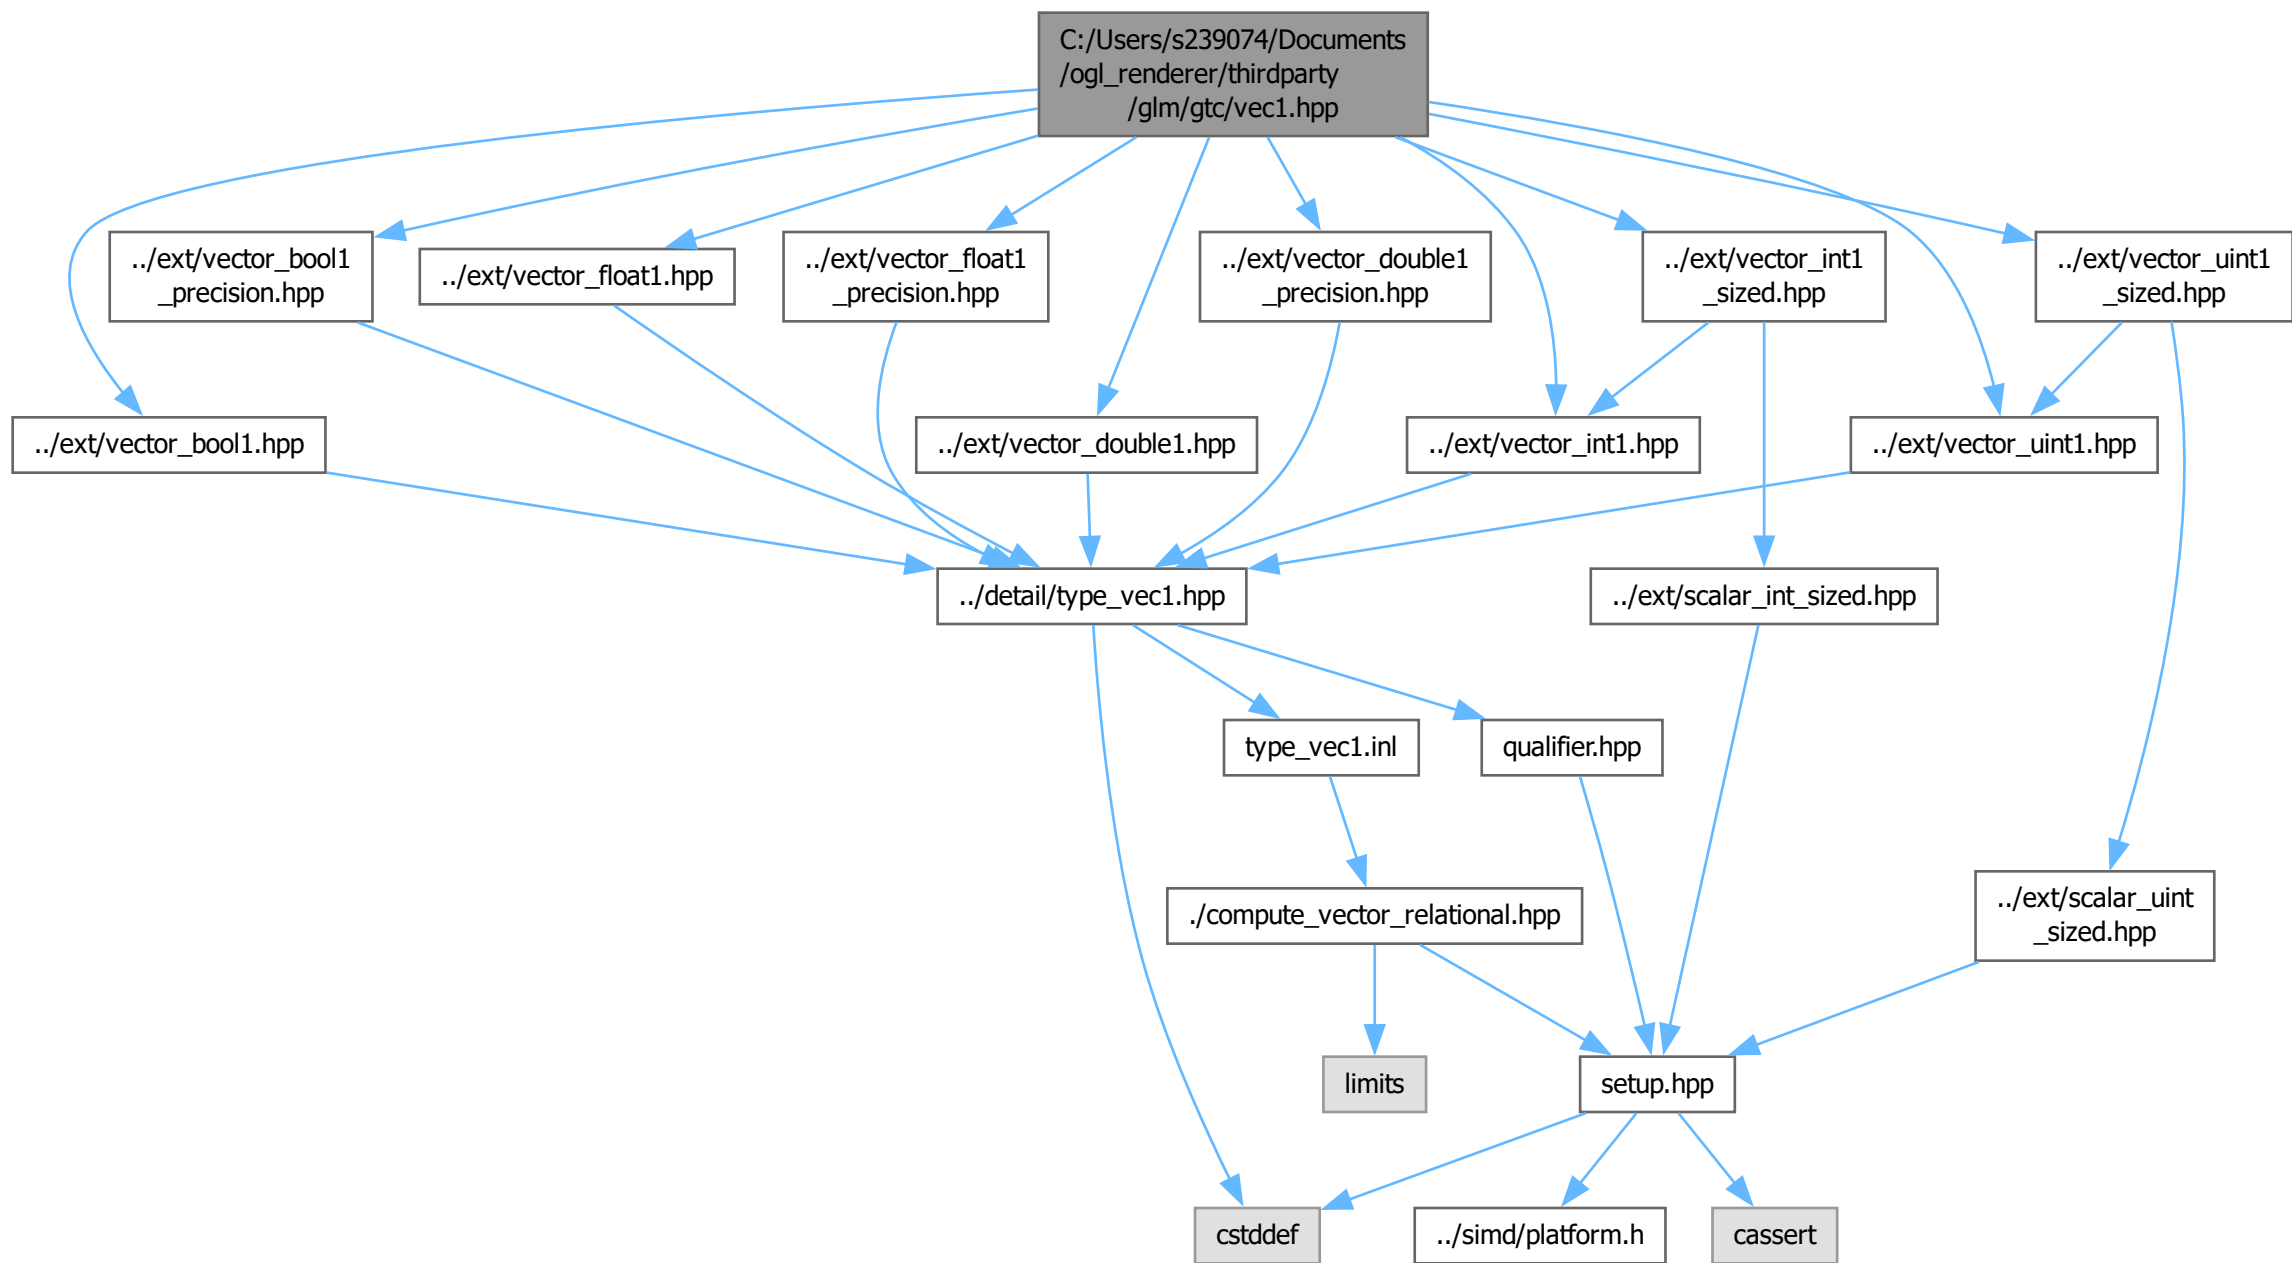 C:/Users/s239074/Documents
/ogl_renderer/thirdparty
/glm/gtc/vec1.hpp
../ext/vector_bool1
_precision.hpp
../ext/vector_float1.hpp
../ext/vector_float1
_precision.hpp
../ext/vector_double1
_precision.hpp
../ext/vector_int1
_sized.hpp
../ext/vector_uint1
_sized.hpp
../ext/vector_bool1.hpp
../ext/vector_double1.hpp
../ext/vector_int1.hpp
../ext/vector_uint1.hpp
../detail/type_vec1.hpp
../ext/scalar_int_sized.hpp
type_vec1.inl
qualifier.hpp
./compute_vector_relational.hpp
../ext/scalar_uint
_sized.hpp
limits
setup.hpp
cstddef
../simd/platform.h
cassert